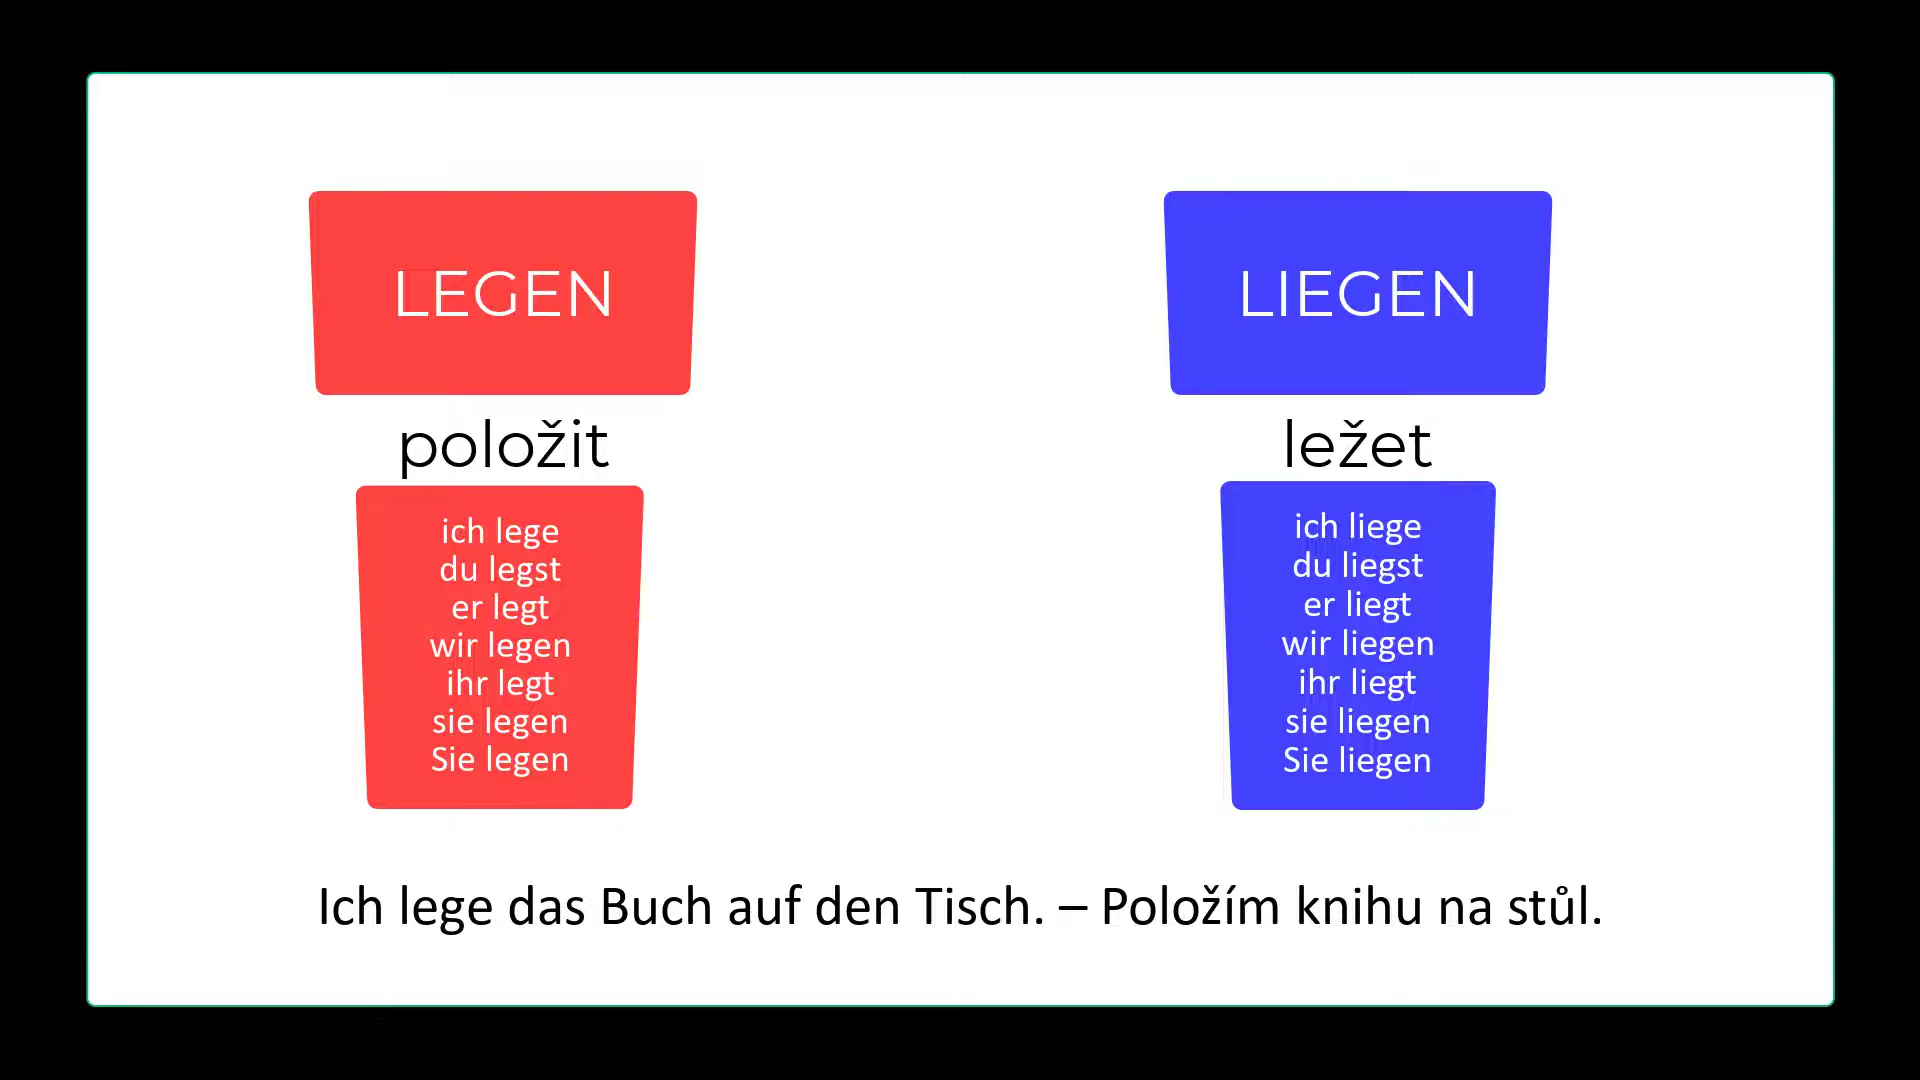 LEGEN
položit
ich lege
du legst
er legt
wir legen
ihr legt
sie legen
Sie legen
LIEGEN
ležet
ich liege
du liegst
er liegt
wir liegen
ihr liegt
sie liegen
Sie liegen
Ich lege das Buch auf den Tisch. – Položím knihu na stůl.